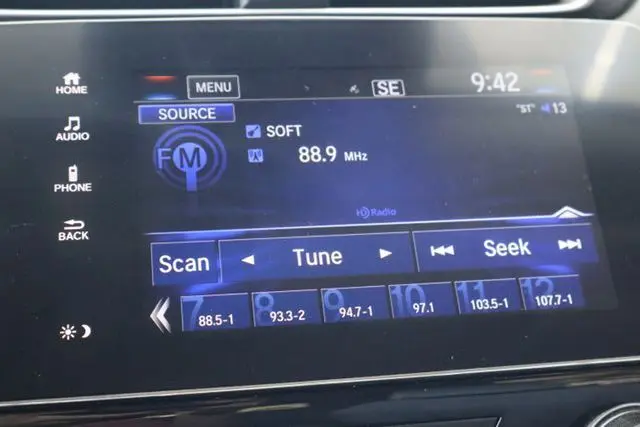 HOME
AUDIO
PHONE
BACK
MENU
SE
9:42
SOURCE
"ST"
13
FM
SOFT
88.9 MHz
HD Radio
Scan
Tune
Seek
7 88.5-1
8 93.3-2
9 94.7-1
10 97.1
11 103.5-1
12 107.7-1